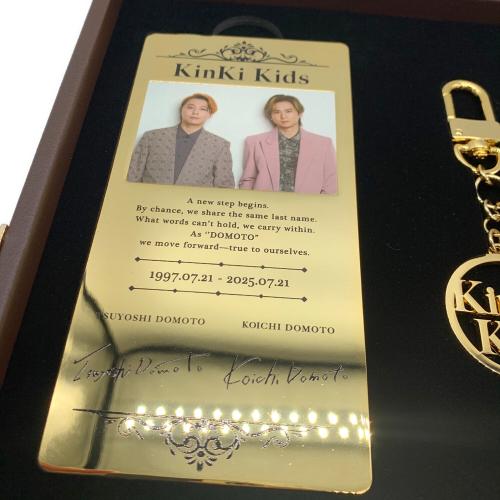 KinKi Kids
A new step begins.
By chance, we share the same last name.
What words can't hold, we carry within.
As "DOMOTO"
we move forward—true to ourselves.
1997.07.21 - 2025.07.21
TSUYOSHI DOMOTO KOICHI DOMOTO
Tsuyoshi Domoto Koichi Domoto
Ki
K